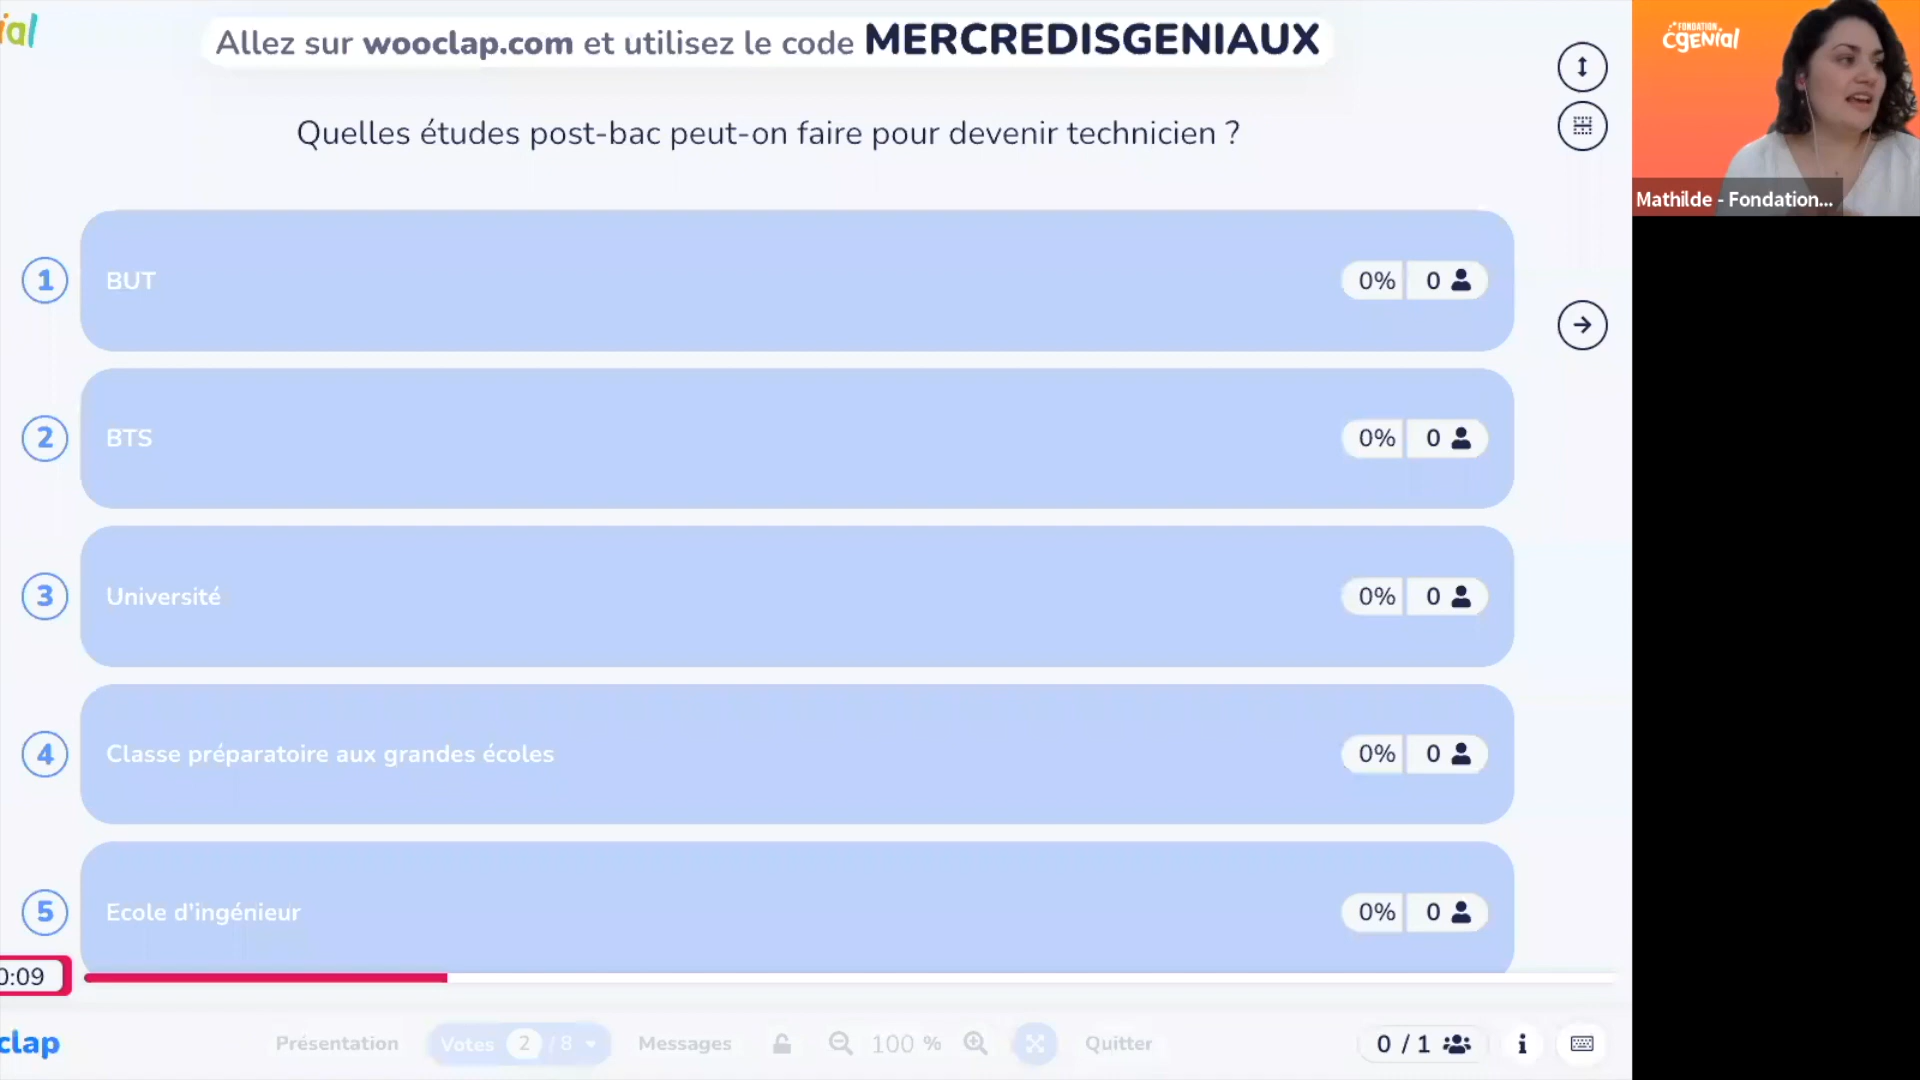 ial
Allez sur wooclap.com et utilisez le code MERCREDISGENIAUX
Quelles études post-bac peut-on faire pour devenir technicien ?
1 BUT 0% 0
2 BTS 0% 0
3 Université 0% 0
4 Classe préparatoire aux grandes écoles 0% 0
5 Ecole d'ingénieur 0% 0
0:09
clap Présentation Votes 2 / 8 Messages 100 % Quitter 0 / 1 i
FONDATION
CGENIAL
Mathilde - Fondation...